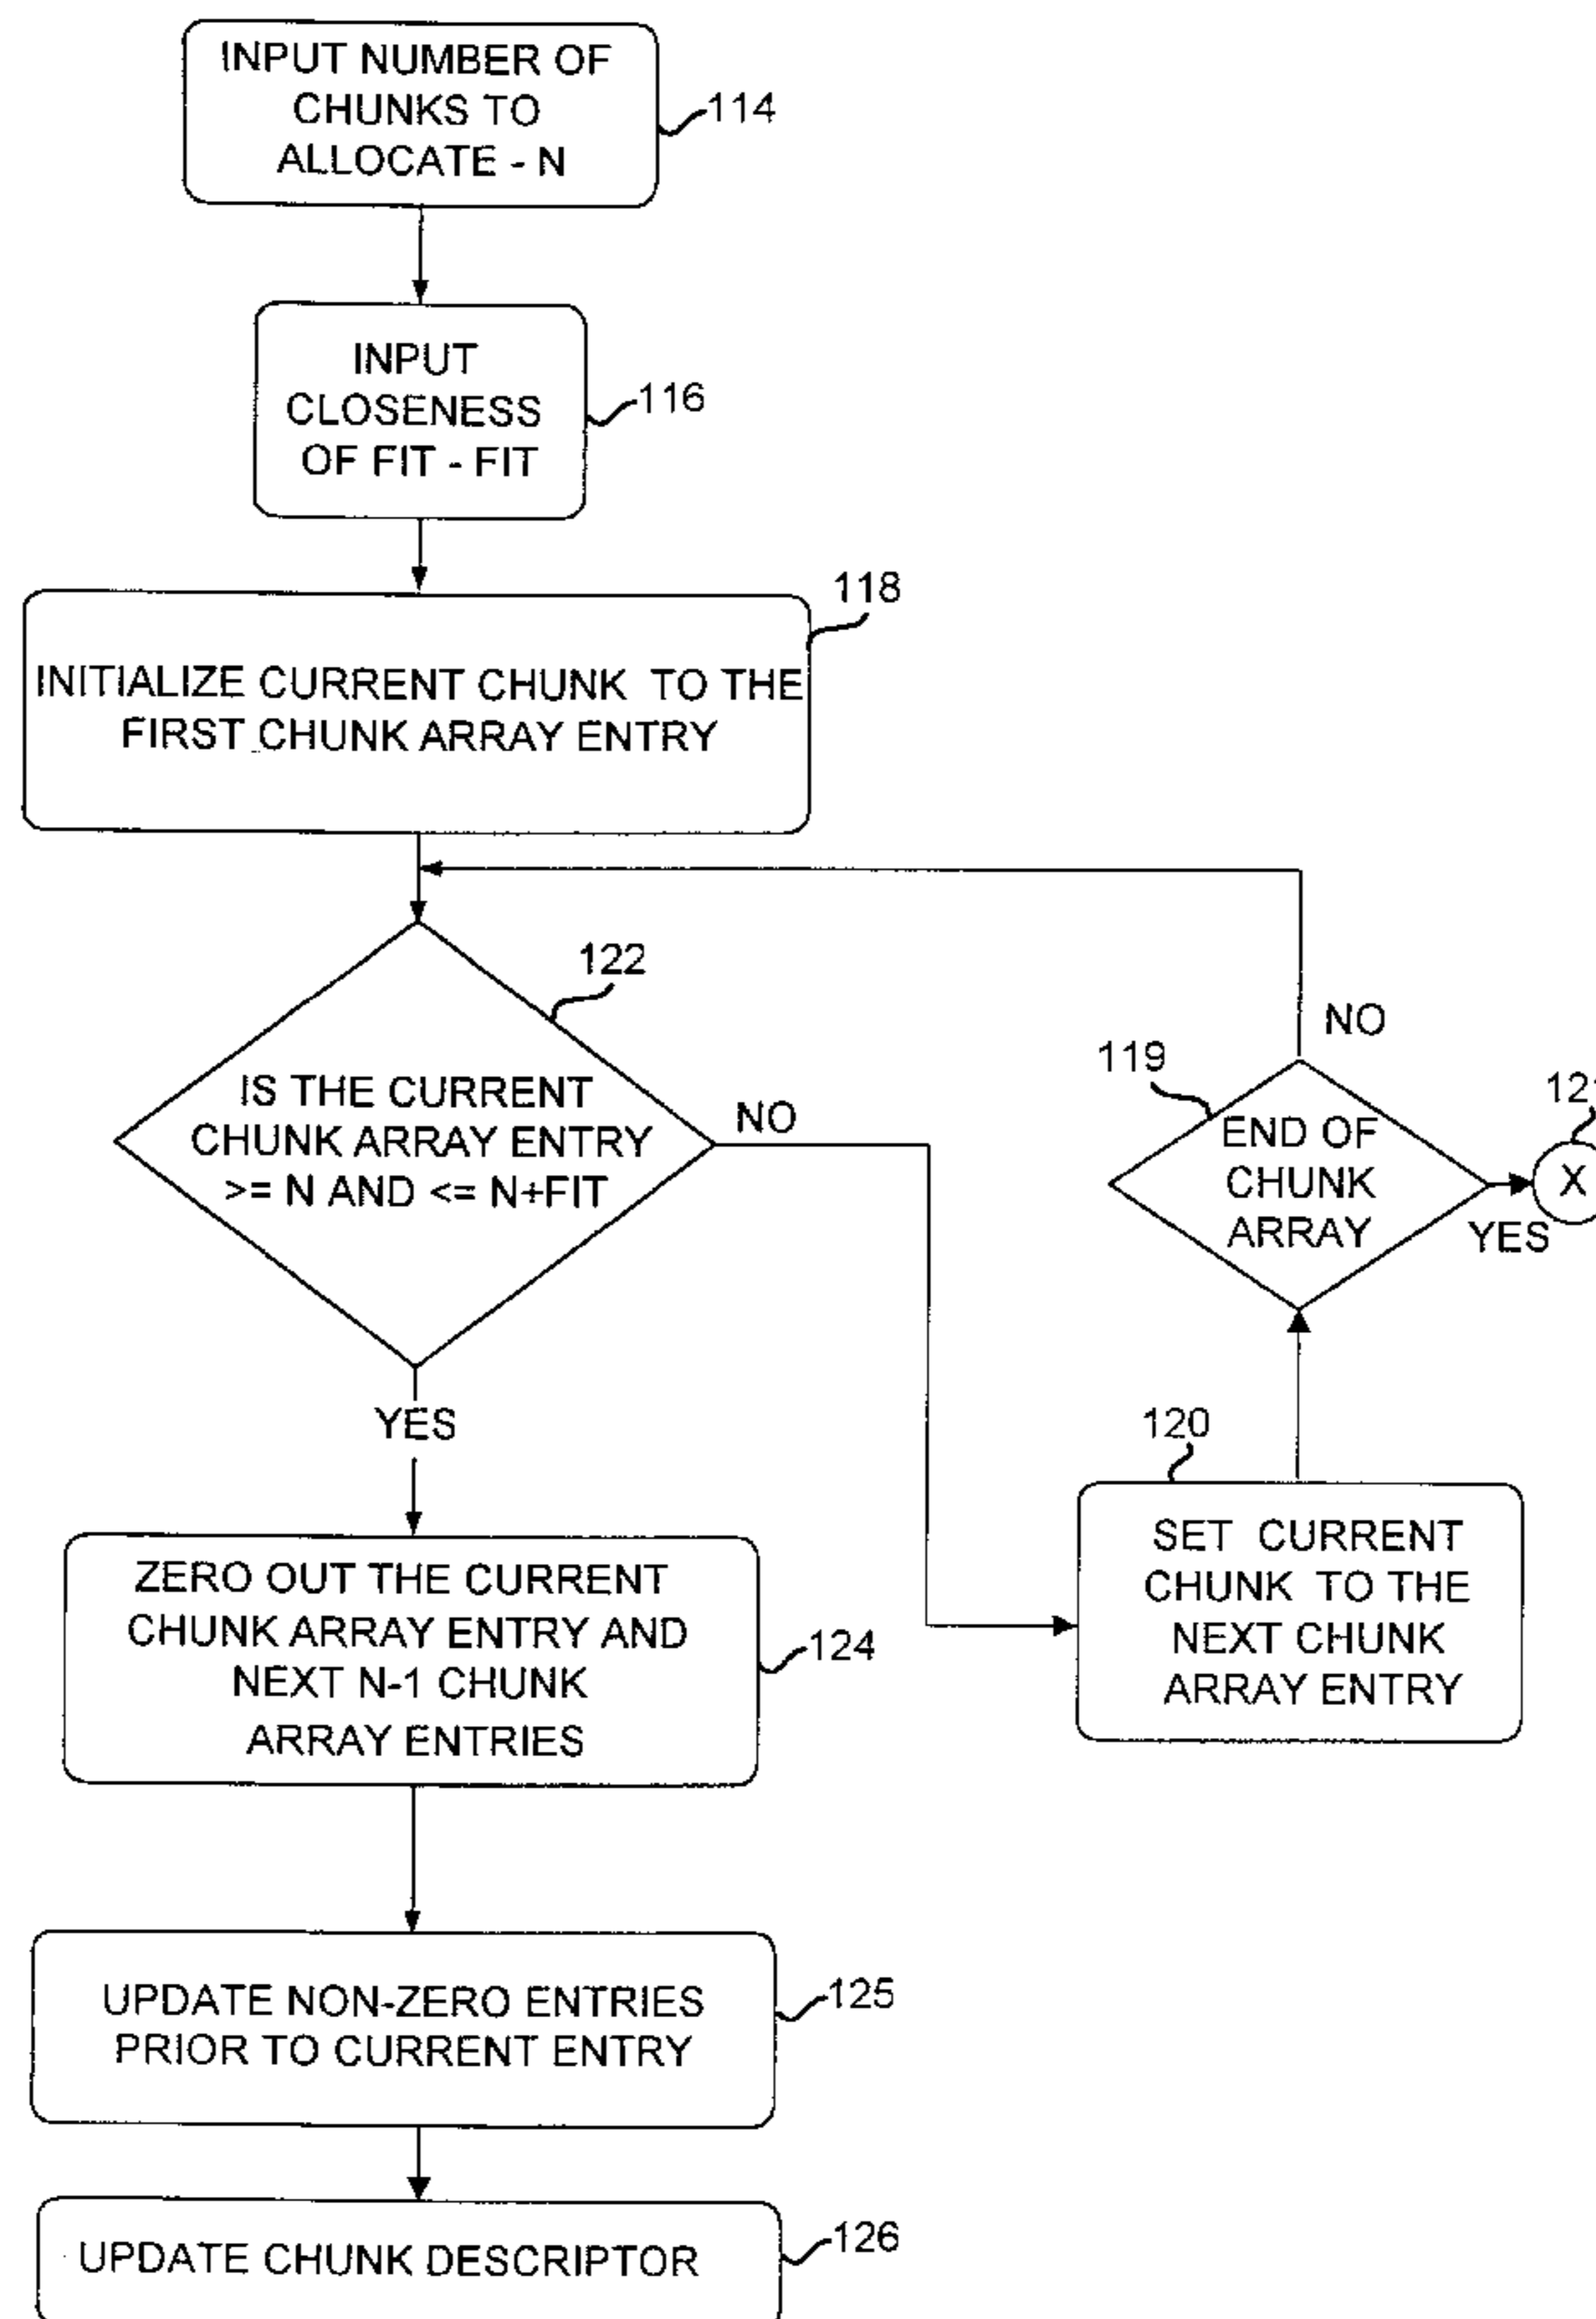 INPUT NUMBER OF
CHUNKS TO
ALLOCATE - N
114
INPUT
CLOSENESS
OF FIT - FIT
116
118
INITIALIZE CURRENT CHUNK TO THE
FIRST CHUNK ARRAY ENTRY
122
IS THE CURRENT
CHUNK ARRAY ENTRY
>= N AND <= N+FIT
NO
YES
NO
119
END OF
CHUNK
ARRAY
YES
X
120
SET CURRENT
CHUNK TO THE
NEXT CHUNK
ARRAY ENTRY
ZERO OUT THE CURRENT
CHUNK ARRAY ENTRY AND
NEXT N-1 CHUNK
ARRAY ENTRIES
124
UPDATE NON-ZERO ENTRIES
PRIOR TO CURRENT ENTRY
125
UPDATE CHUNK DESCRIPTOR
126